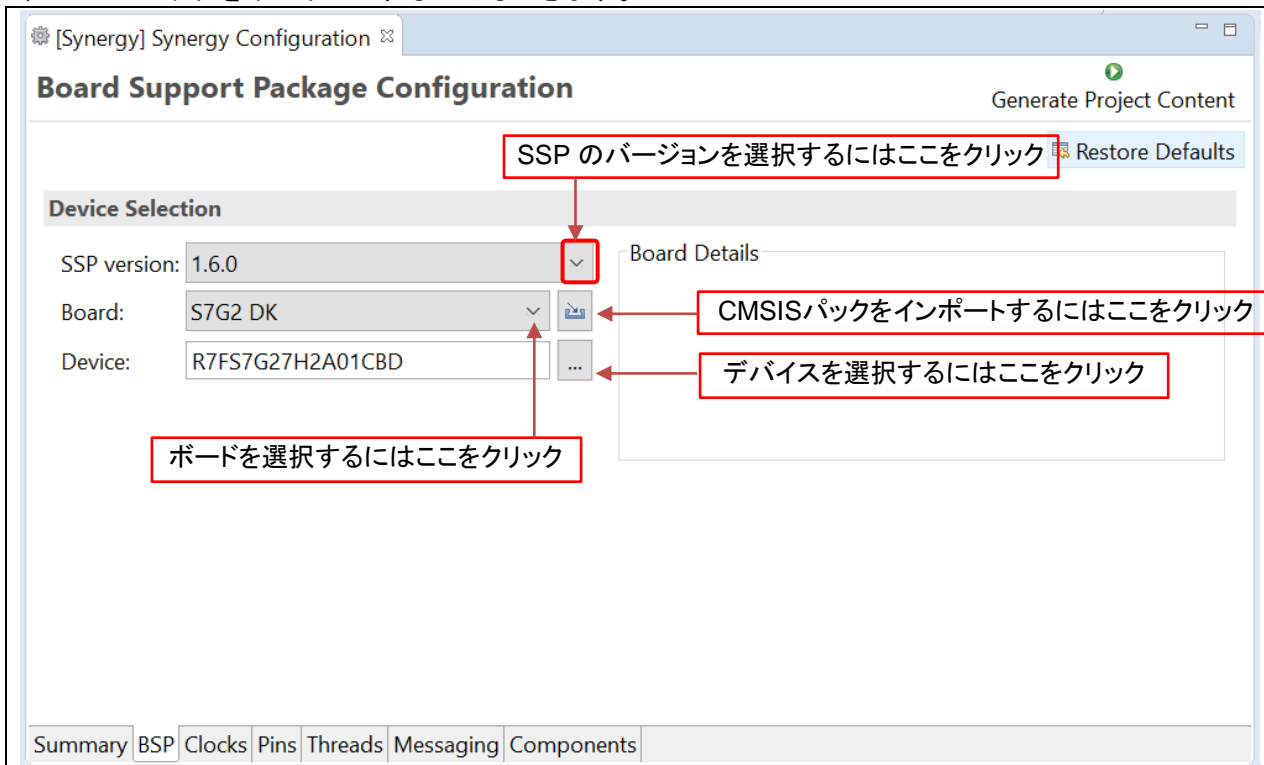 [Synergy] Synergy Configuration
Board Support Package Configuration
Generate Project Content
SSP のバージョンを選択するにはここをクリック
Restore Defaults
Device Selection
SSP version: 1.6.0
Board Details
Board: S7G2 DK
CMSISパックをインポートするにはここをクリック
Device: R7FS7G27H2A01CBD ...
デバイスを選択するにはここをクリック
ボードを選択するにはここをクリック
Summary BSP Clocks Pins Threads Messaging Components